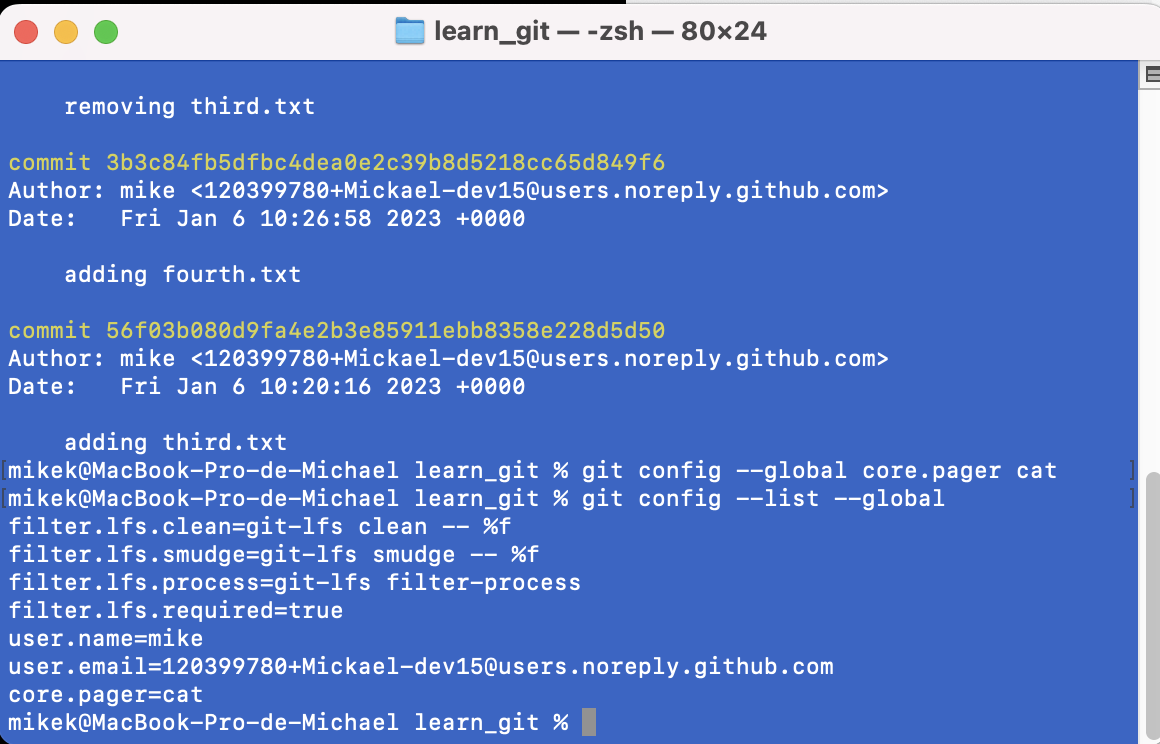 learn_git — -zsh — 80×24
removing third.txt
commit 3b3c84fb5dfbc4dea0e2c39b8d5218cc65d849f6
Author: mike <120399780+Mickael-dev15@users.noreply.github.com>
Date:   Fri Jan 6 10:26:58 2023 +0000
adding fourth.txt
commit 56f03b080d9fa4e2b3e85911ebb8358e228d5d50
Author: mike <120399780+Mickael-dev15@users.noreply.github.com>
Date:   Fri Jan 6 10:20:16 2023 +0000
adding third.txt
[mikek@MacBook-Pro-de-Michael learn_git % git config --global core.pager cat ]
[mikek@MacBook-Pro-de-Michael learn_git % git config --list --global ]
filter.lfs.clean=git-lfs clean -- %f
filter.lfs.smudge=git-lfs smudge -- %f
filter.lfs.process=git-lfs filter-process
filter.lfs.required=true
user.name=mike
user.email=120399780+Mickael-dev15@users.noreply.github.com
core.pager=cat
mikek@MacBook-Pro-de-Michael learn_git %